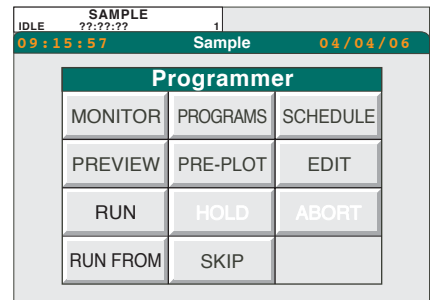 SAMPLE
IDLE ??:??:?? 1
09:15:57 Sample 04/04/06
Programmer
MONITOR PROGRAMS SCHEDULE
PREVIEW PRE-PLOT EDIT
RUN HOLD ABORT
RUN FROM SKIP